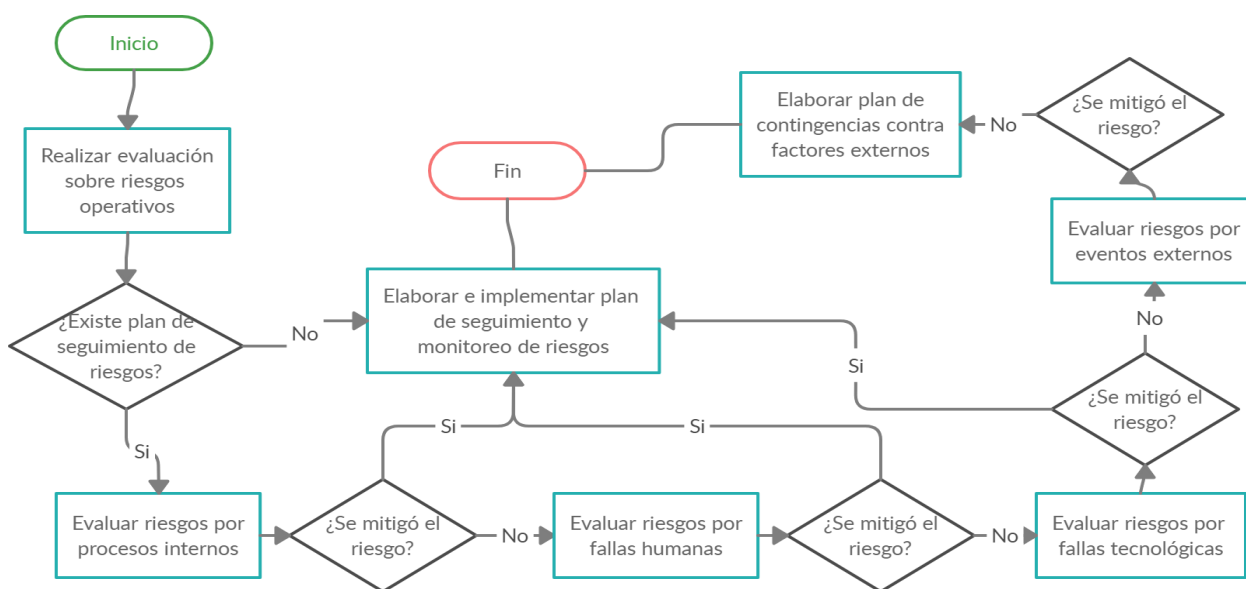 Inicio
Realizar evaluación
sobre riesgos
operativos
¿Existe plan de
seguimiento de
riesgos?
No
Si
Elaborar e implementar plan
de seguimiento y
monitoreo de riesgos
Fin
Evaluar riesgos por
procesos internos
¿Se mitigó el
riesgo?
Si
No
Evaluar riesgos por
fallas humanas
¿Se mitigó el
riesgo?
Si
No
Evaluar riesgos por
fallas tecnológicas
¿Se mitigó el
riesgo?
Si
No
Evaluar riesgos por
eventos externos
¿Se mitigó el
riesgo?
No
Elaborar plan de
contingencias contra
factores externos